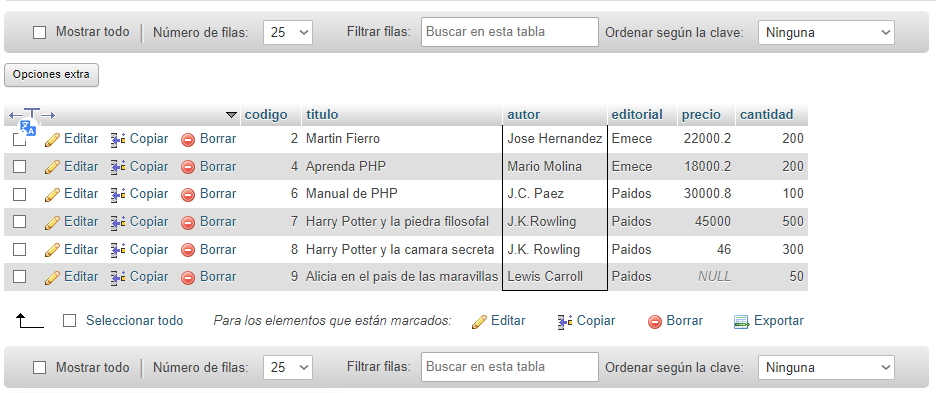 Mostrar todo Número de filas: 25 Filtrar filas: Buscar en esta tabla Ordenar según la clave: Ninguna
Opciones extra
codigo titulo autor editorial precio cantidad
Editar Copiar Borrar 2 Martin Fierro Jose Hernandez Emece 22000.2 200
Editar Copiar Borrar 4 Aprenda PHP Mario Molina Emece 18000.2 200
Editar Copiar Borrar 6 Manual de PHP J.C. Paez Paidos 30000.8 100
Editar Copiar Borrar 7 Harry Potter y la piedra filosofal J.K.Rowling Paidos 45000 500
Editar Copiar Borrar 8 Harry Potter y la camara secreta J.K. Rowling Paidos 46 300
Editar Copiar Borrar 9 Alicia en el pais de las maravillas Lewis Carroll Paidos NULL 50
Seleccionar todo Para los elementos que están marcados: Editar Copiar Borrar Exportar
Mostrar todo Número de filas: 25 Filtrar filas: Buscar en esta tabla Ordenar según la clave: Ninguna